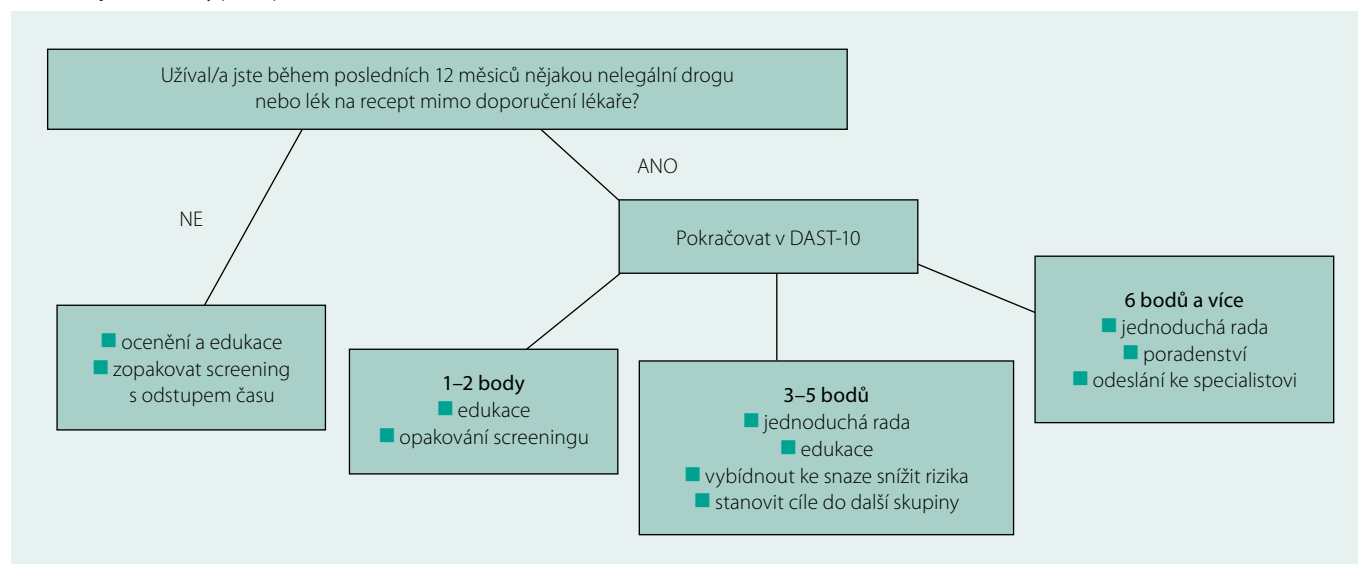 Užíval/a jste během posledních 12 měsíců nějakou nelegální drogu
nebo lék na recept mimo doporučení lékaře?
ANO
NE
Pokračovat v DAST-10
■ ocenění a edukace
■ zopakovat screening
s odstupem času
1–2 body
■ edukace
■ opakování screeningu
3–5 bodů
■ jednoduchá rada
■ edukace
■ vybídnout ke snaze snížit rizika
■ stanovit cíle do další skupiny
6 bodů a více
■ jednoduchá rada
■ poradenství
■ odeslání ke specialistovi